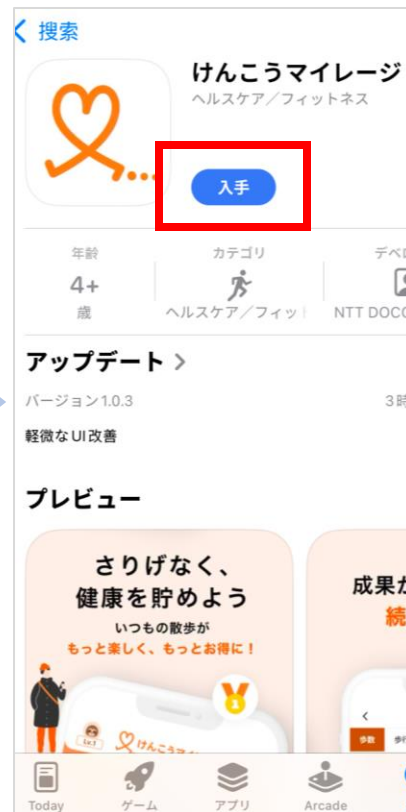 搜索
けんこうマイレージ
ヘルスケア／フィットネス
入手
年齢
カテゴリ
デベロ
4+
歳
ヘルスケア／フィッ
NTT DOCO
アップデート
バージョン1.0.3
3時
軽微なUI改善
プレビュー
さりげなく、
健康を貯めよう
いつもの散歩が
もっと楽しく、もっとお得に！
Lv.1
けんこうマイ
成果が
続
歩数
Today
ゲーム
アプリ
Arcade